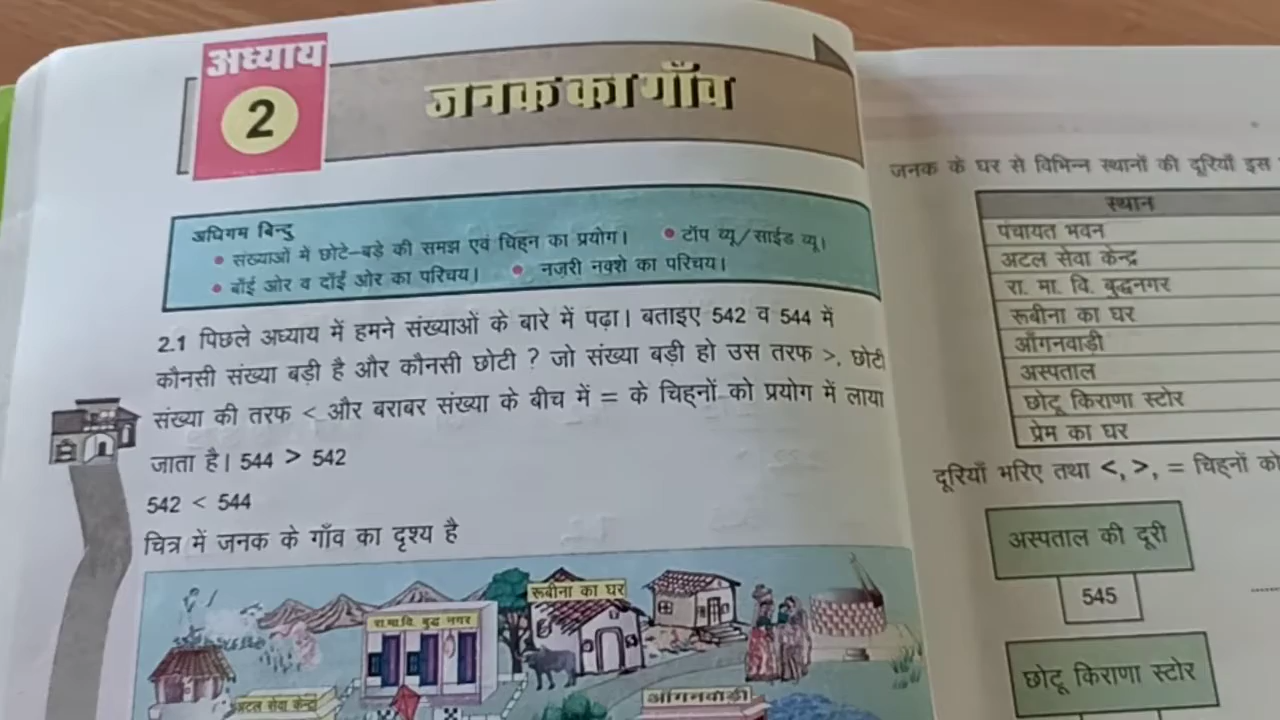 अध्याय
2
जनक का गाँव
अधिगम बिन्दु
• संख्याओं में छोटे–बड़े की समझ एवं चिह्न का प्रयोग। • टॉप व्यू/साईड व्यू।
• बाँई ओर व दाँई ओर का परिचय। • नज़री नक्शे का परिचय।
2.1 पिछले अध्याय में हमने संख्याओं के बारे में पढ़ा। बताइए 542 व 544 में
कौनसी संख्या बड़ी है और कौनसी छोटी ? जो संख्या बड़ी हो उस तरफ >, छोटी
संख्या की तरफ < और बराबर संख्या के बीच में = के चिह्नों को प्रयोग में लाया
जाता है। 544 > 542
542 < 544
चित्र में जनक के गाँव का दृश्य है
रूबीना का घर
रा.मा.वि. बुद्ध नगर
अटल सेवा केन्द्र
आँगनवाड़ी
जनक के घर से विभिन्न स्थानों की दूरियाँ इस
स्थान
पंचायत भवन
अटल सेवा केन्द्र
रा. मा. वि. बुद्धनगर
रूबीना का घर
आँगनवाड़ी
अस्पताल
छोटू किराणा स्टोर
प्रेम का घर
दूरियाँ भरिए तथा <, >, = चिह्नों को
अस्पताल की दूरी
545
छोटू किराणा स्टोर